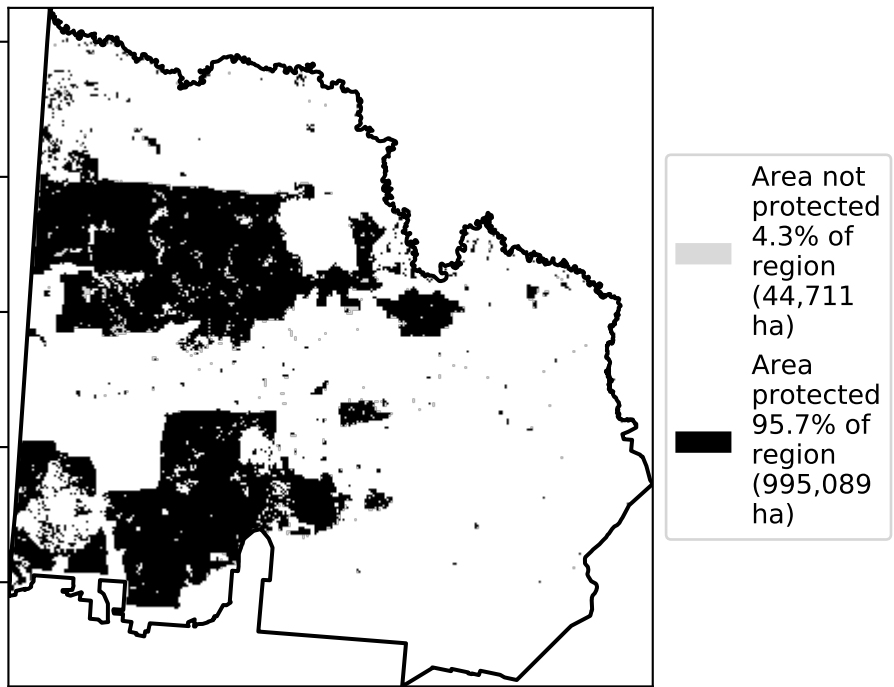 Area not
protected
4.3% of
region
(44,711
ha)
Area
protected
95.7% of
region
(995,089
ha)